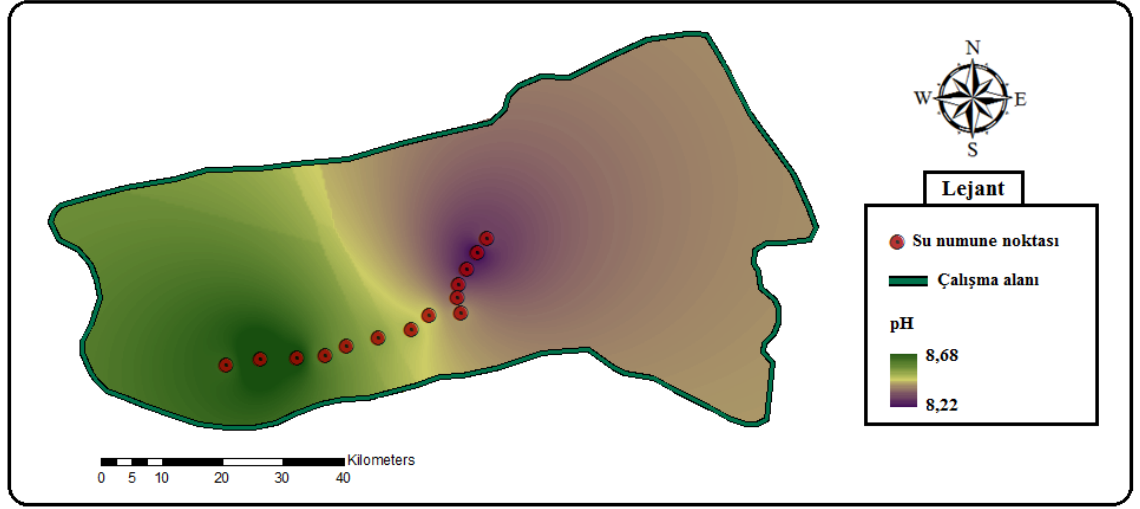 N
W E
S
Lejant
Su numune noktası
Çalışma alanı
pH
8,68
8,22
Kilometers
0 5 10 20 30 40